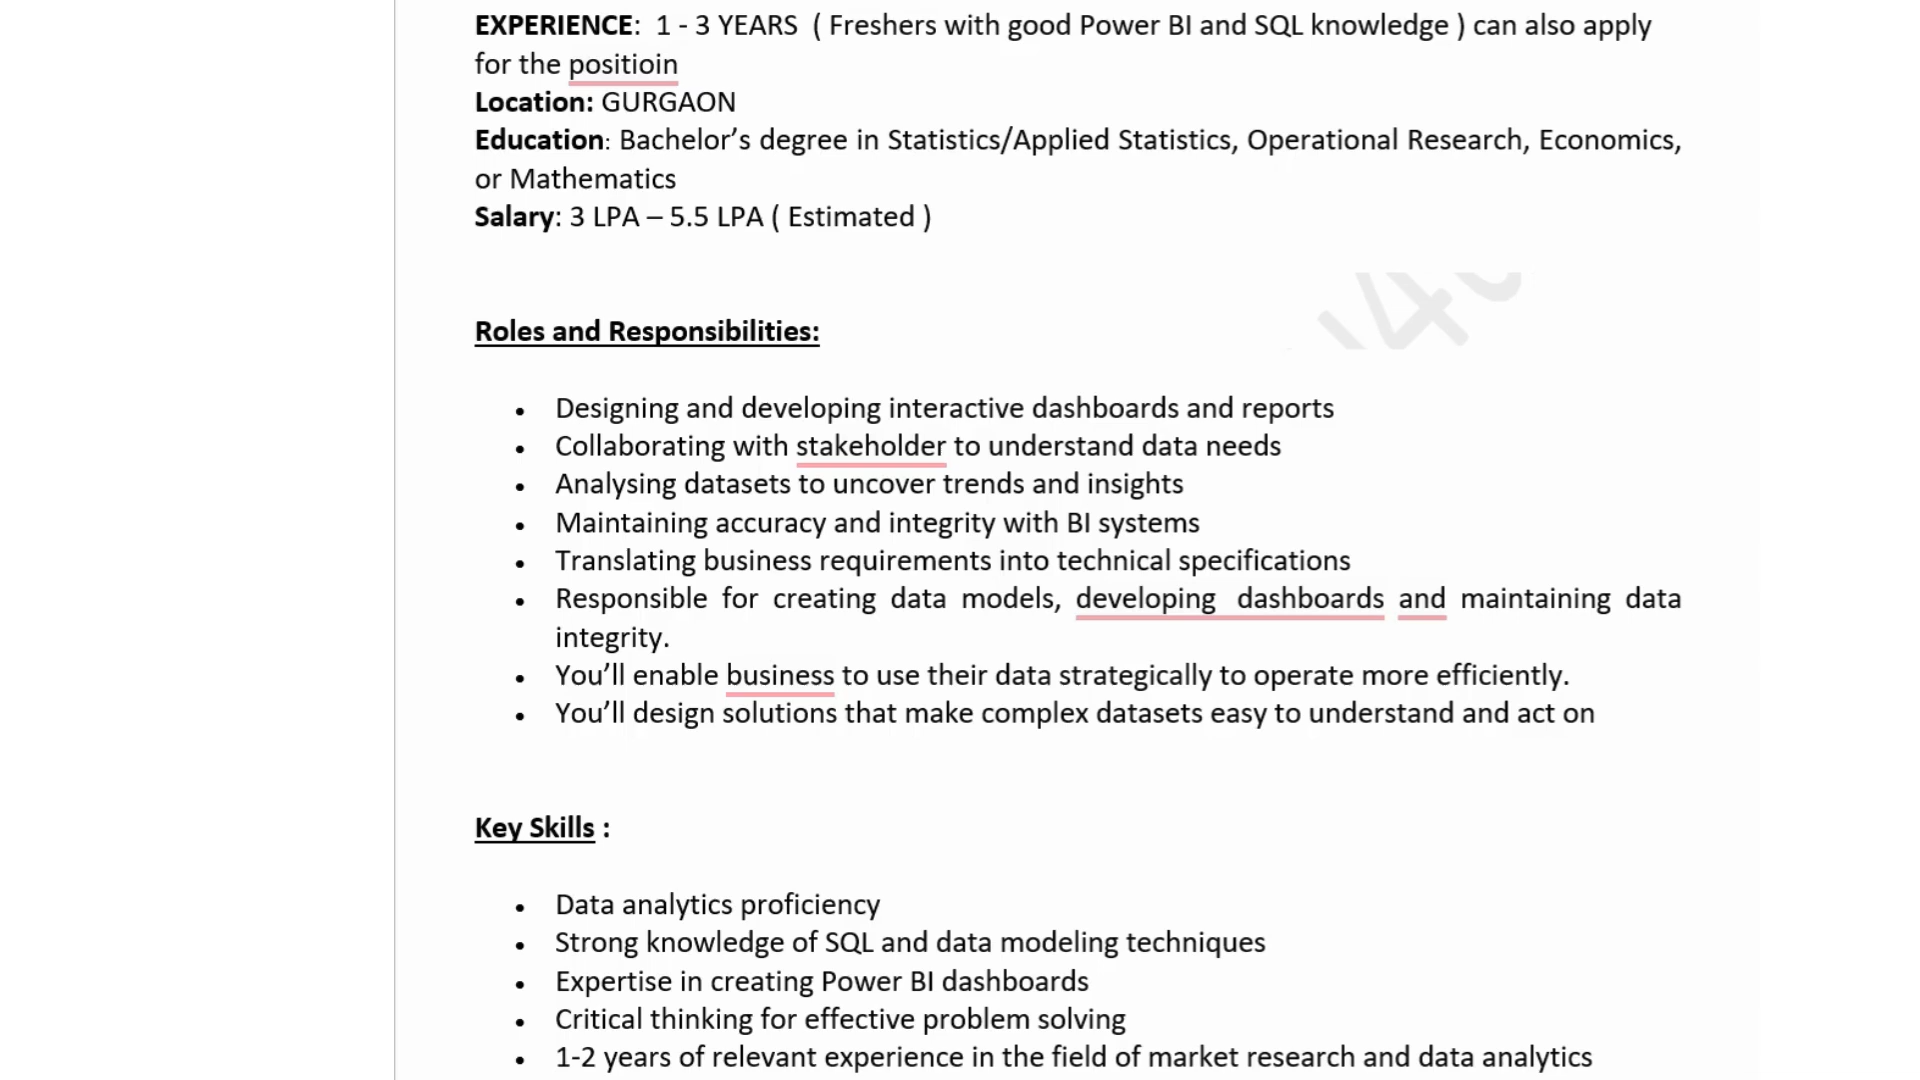 EXPERIENCE: 1 - 3 YEARS ( Freshers with good Power BI and SQL knowledge ) can also apply
for the positioin
Location: GURGAON
Education: Bachelor’s degree in Statistics/Applied Statistics, Operational Research, Economics,
or Mathematics
Salary: 3 LPA – 5.5 LPA ( Estimated )
Roles and Responsibilities:
• Designing and developing interactive dashboards and reports
• Collaborating with stakeholder to understand data needs
• Analysing datasets to uncover trends and insights
• Maintaining accuracy and integrity with BI systems
• Translating business requirements into technical specifications
• Responsible for creating data models, developing dashboards and maintaining data
integrity.
• You’ll enable business to use their data strategically to operate more efficiently.
• You’ll design solutions that make complex datasets easy to understand and act on
Key Skills :
• Data analytics proficiency
• Strong knowledge of SQL and data modeling techniques
• Expertise in creating Power BI dashboards
• Critical thinking for effective problem solving
• 1-2 years of relevant experience in the field of market research and data analytics